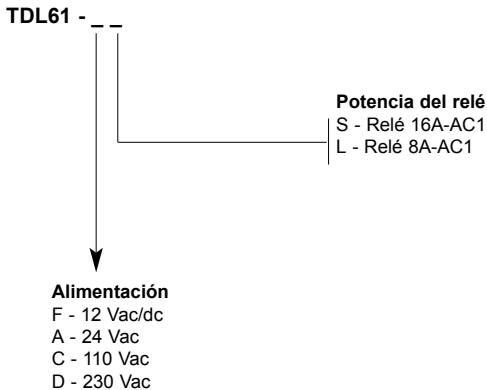 TDL61 - _ _
Potencia del relé
S - Relé 16A-AC1
L - Relé 8A-AC1
Alimentación
F - 12 Vac/dc
A - 24 Vac
C - 110 Vac
D - 230 Vac